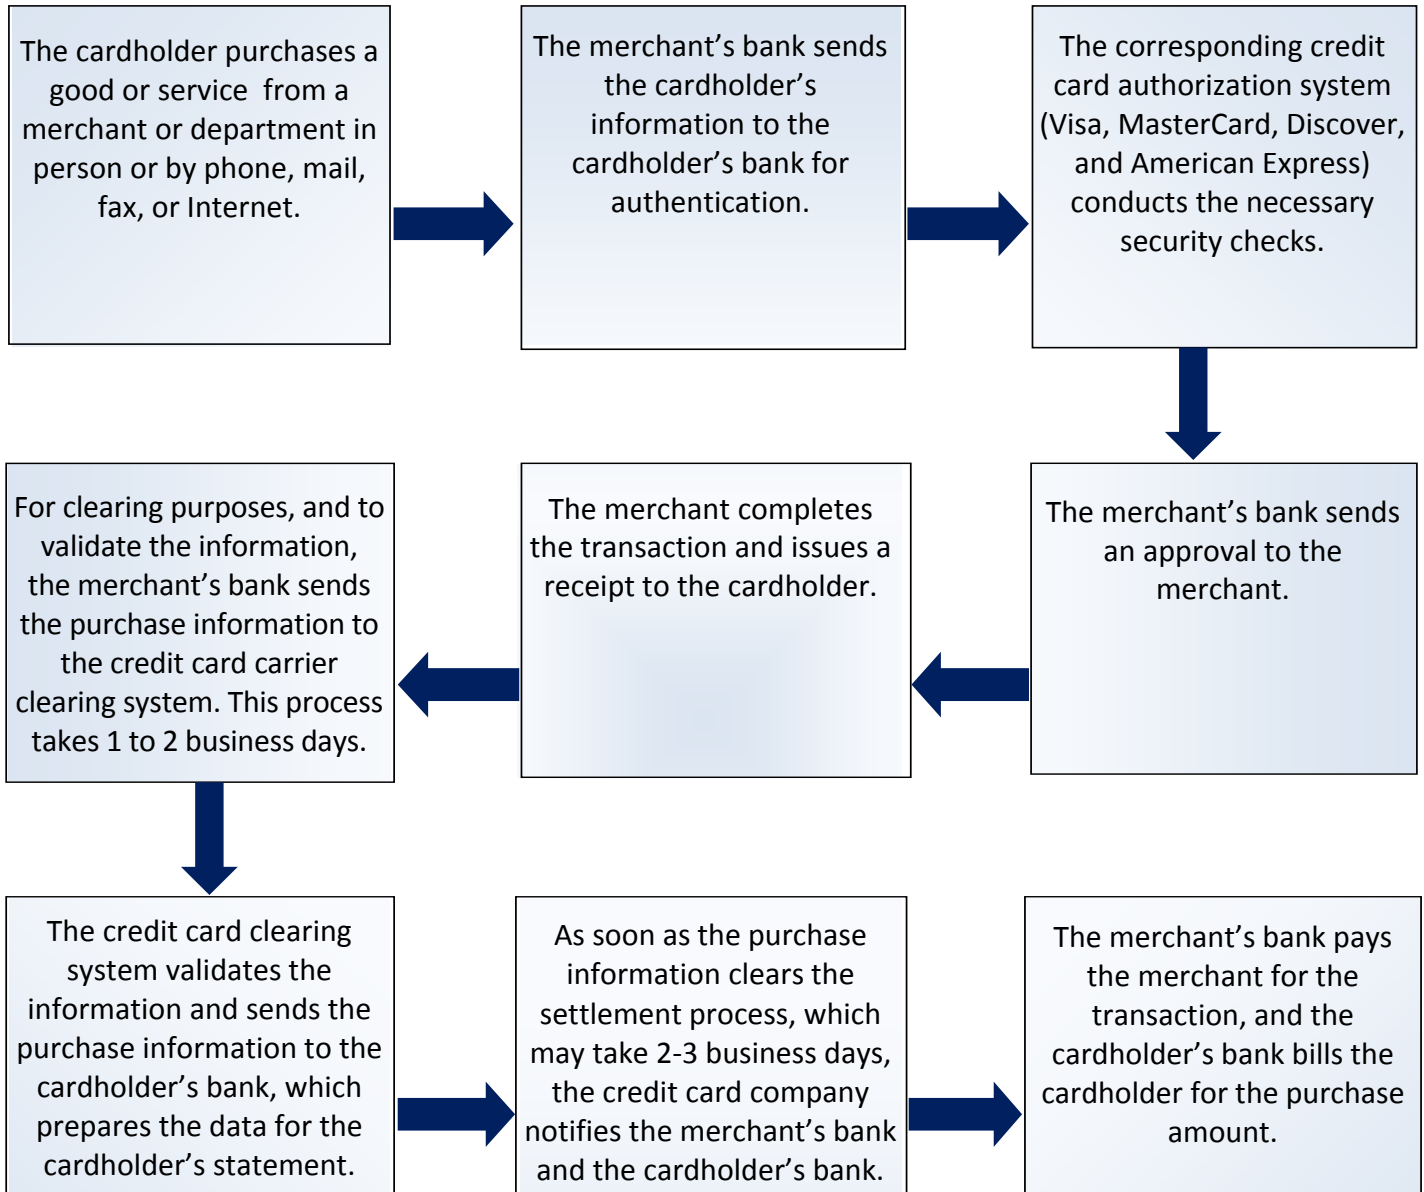 The cardholder purchases a
good or service from a
merchant or department in
person or by phone, mail,
fax, or Internet.
The merchant’s bank sends
the cardholder’s
information to the
cardholder’s bank for
authentication.
The corresponding credit
card authorization system
(Visa, MasterCard, Discover,
and American Express)
conducts the necessary
security checks.
The merchant’s bank sends
an approval to the
merchant.
The merchant completes
the transaction and issues a
receipt to the cardholder.
For clearing purposes, and to
validate the information,
the merchant’s bank sends
the purchase information to
the credit card carrier
clearing system. This process
takes 1 to 2 business days.
The credit card clearing
system validates the
information and sends the
purchase information to the
cardholder’s bank, which
prepares the data for the
cardholder’s statement.
As soon as the purchase
information clears the
settlement process, which
may take 2-3 business days,
the credit card company
notifies the merchant’s bank
and the cardholder’s bank.
The merchant’s bank pays
the merchant for the
transaction, and the
cardholder’s bank bills the
cardholder for the purchase
amount.